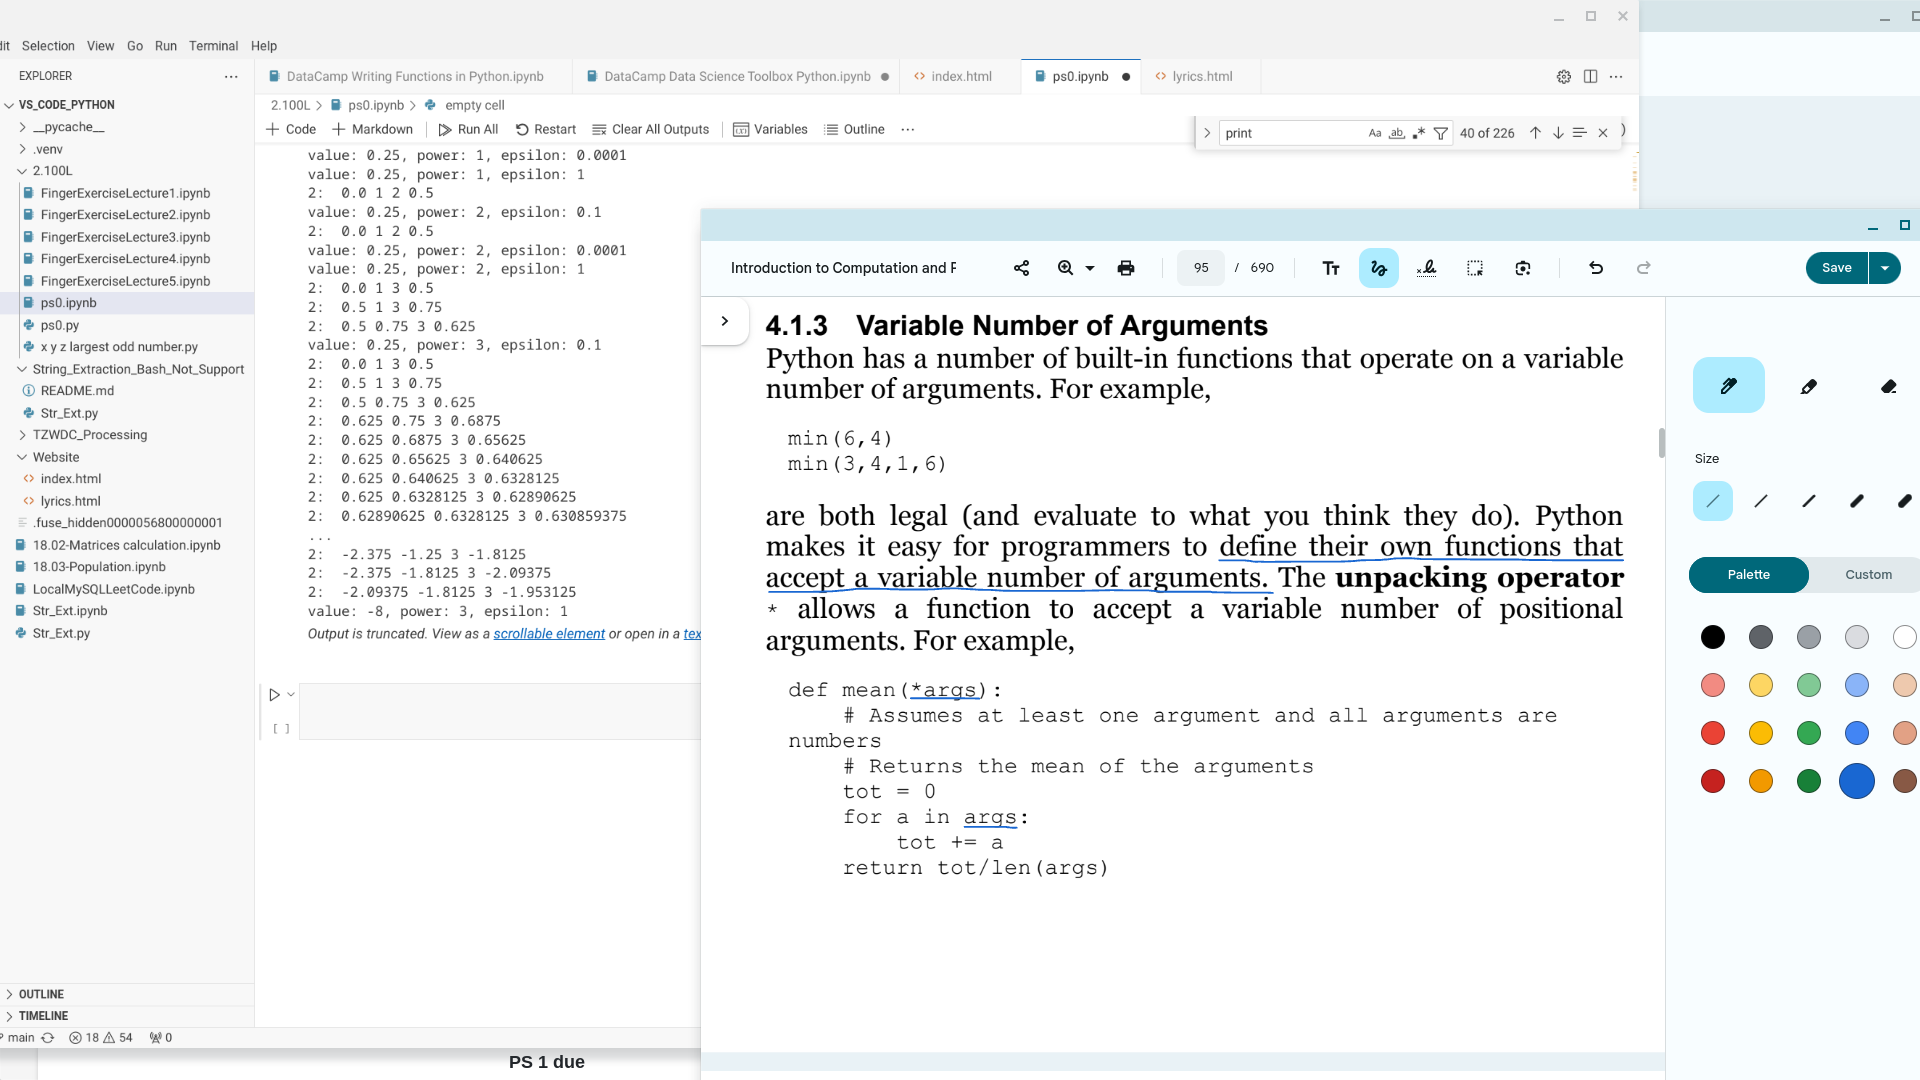 dit Selection View Go Run Terminal Help
EXPLORER
VS_CODE_PYTHON
__pycache__
.venv
2.100L
FingerExerciseLecture1.ipynb
FingerExerciseLecture2.ipynb
FingerExerciseLecture3.ipynb
FingerExerciseLecture4.ipynb
FingerExerciseLecture5.ipynb
ps0.ipynb
ps0.py
x y z largest odd number.py
String_Extraction_Bash_Not_Support
README.md
Str_Ext.py
TZWDC_Processing
Website
index.html
lyrics.html
.fuse_hidden0000056800000001
18.02-Matrices calculation.ipynb
18.03-Population.ipynb
LocalMySQLLeetCode.ipynb
Str_Ext.ipynb
Str_Ext.py
OUTLINE
TIMELINE
main 18 54 0
DataCamp Writing Functions in Python.ipynb DataCamp Data Science Toolbox Python.ipynb index.html ps0.ipynb lyrics.html
2.100L > ps0.ipynb > empty cell
+ Code + Markdown Run All Restart Clear All Outputs Variables Outline ...
print Aa ab .* 40 of 226
value: 0.25, power: 1, epsilon: 0.0001
value: 0.25, power: 1, epsilon: 1
2:  0.0 1 2 0.5
value: 0.25, power: 2, epsilon: 0.1
2:  0.0 1 2 0.5
value: 0.25, power: 2, epsilon: 0.0001
value: 0.25, power: 2, epsilon: 1
2:  0.0 1 3 0.5
2:  0.5 1 3 0.75
2:  0.5 0.75 3 0.625
value: 0.25, power: 3, epsilon: 0.1
2:  0.0 1 3 0.5
2:  0.5 1 3 0.75
2:  0.5 0.75 3 0.625
2:  0.625 0.75 3 0.6875
2:  0.625 0.6875 3 0.65625
2:  0.625 0.65625 3 0.640625
2:  0.625 0.640625 3 0.6328125
2:  0.625 0.6328125 3 0.62890625
2:  0.62890625 0.6328125 3 0.630859375
...
2:  -2.375 -1.25 3 -1.8125
2:  -2.375 -1.8125 3 -2.09375
2:  -2.09375 -1.8125 3 -1.953125
value: -8, power: 3, epsilon: 1
Output is truncated. View as a scrollable element or open in a tex
[ ]
PS 1 due
Introduction to Computation and P 95 / 690 Save
4.1.3 Variable Number of Arguments
Python has a number of built-in functions that operate on a variable
number of arguments. For example,
min(6,4)
min(3,4,1,6)
are both legal (and evaluate to what you think they do). Python
makes it easy for programmers to define their own functions that
accept a variable number of arguments. The unpacking operator
* allows a function to accept a variable number of positional
arguments. For example,
def mean(*args):
    # Assumes at least one argument and all arguments are
numbers
    # Returns the mean of the arguments
    tot = 0
    for a in args:
        tot += a
    return tot/len(args)
Size
Palette Custom